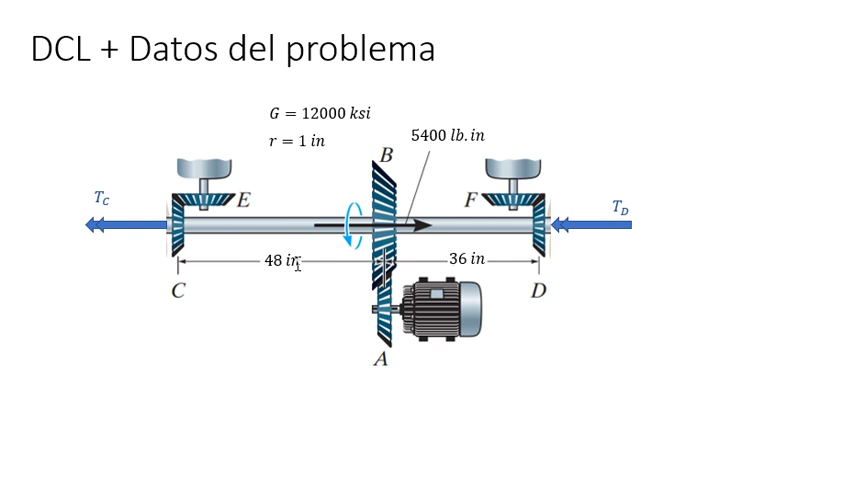 DCL + Datos del problema
G = 12000 ksi
r = 1 in
5400 lb.in
B
T_C
E
F
T_D
48 in
36 in
C
D
A